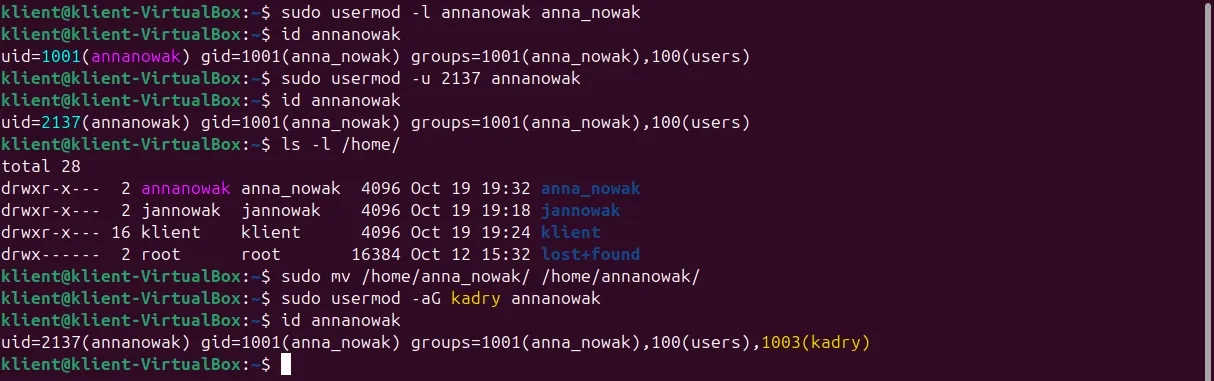 klient@klient-VirtualBox:~$ sudo usermod -l annanowak anna_nowak
klient@klient-VirtualBox:~$ id annanowak
uid=1001(annanowak) gid=1001(anna_nowak) groups=1001(anna_nowak),100(users)
klient@klient-VirtualBox:~$ sudo usermod -u 2137 annanowak
klient@klient-VirtualBox:~$ id annanowak
uid=2137(annanowak) gid=1001(anna_nowak) groups=1001(anna_nowak),100(users)
klient@klient-VirtualBox:~$ ls -l /home/
total 28
drwxr-x---  2 annanowak anna_nowak  4096 Oct 19 19:32 anna_nowak
drwxr-x---  2 jannowak  jannowak    4096 Oct 19 19:18 jannowak
drwxr-x--- 16 klient    klient      4096 Oct 19 19:24 klient
drwx------  2 root      root       16384 Oct 12 15:32 lost+found
klient@klient-VirtualBox:~$ sudo mv /home/anna_nowak/ /home/annanowak/
klient@klient-VirtualBox:~$ sudo usermod -aG kadry annanowak
klient@klient-VirtualBox:~$ id annanowak
uid=2137(annanowak) gid=1001(anna_nowak) groups=1001(anna_nowak),100(users),1003(kadry)
klient@klient-VirtualBox:~$